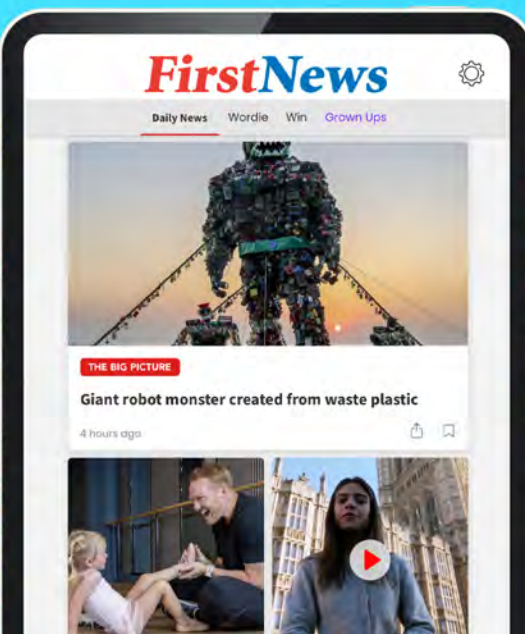 FirstNews
Daily News Wordle Win Grown Ups
THE BIG PICTURE
Giant robot monster created from waste plastic
4 hours ago